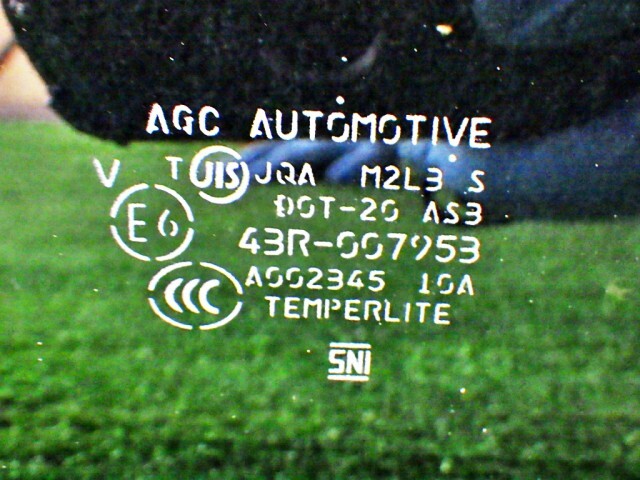 AGC AUTOMOTIVE
V T JIS JQA M2L3 S
DOT-20 AS3
E6 43R-007953
CCC A002345 10A
TEMPERLITE
SNI